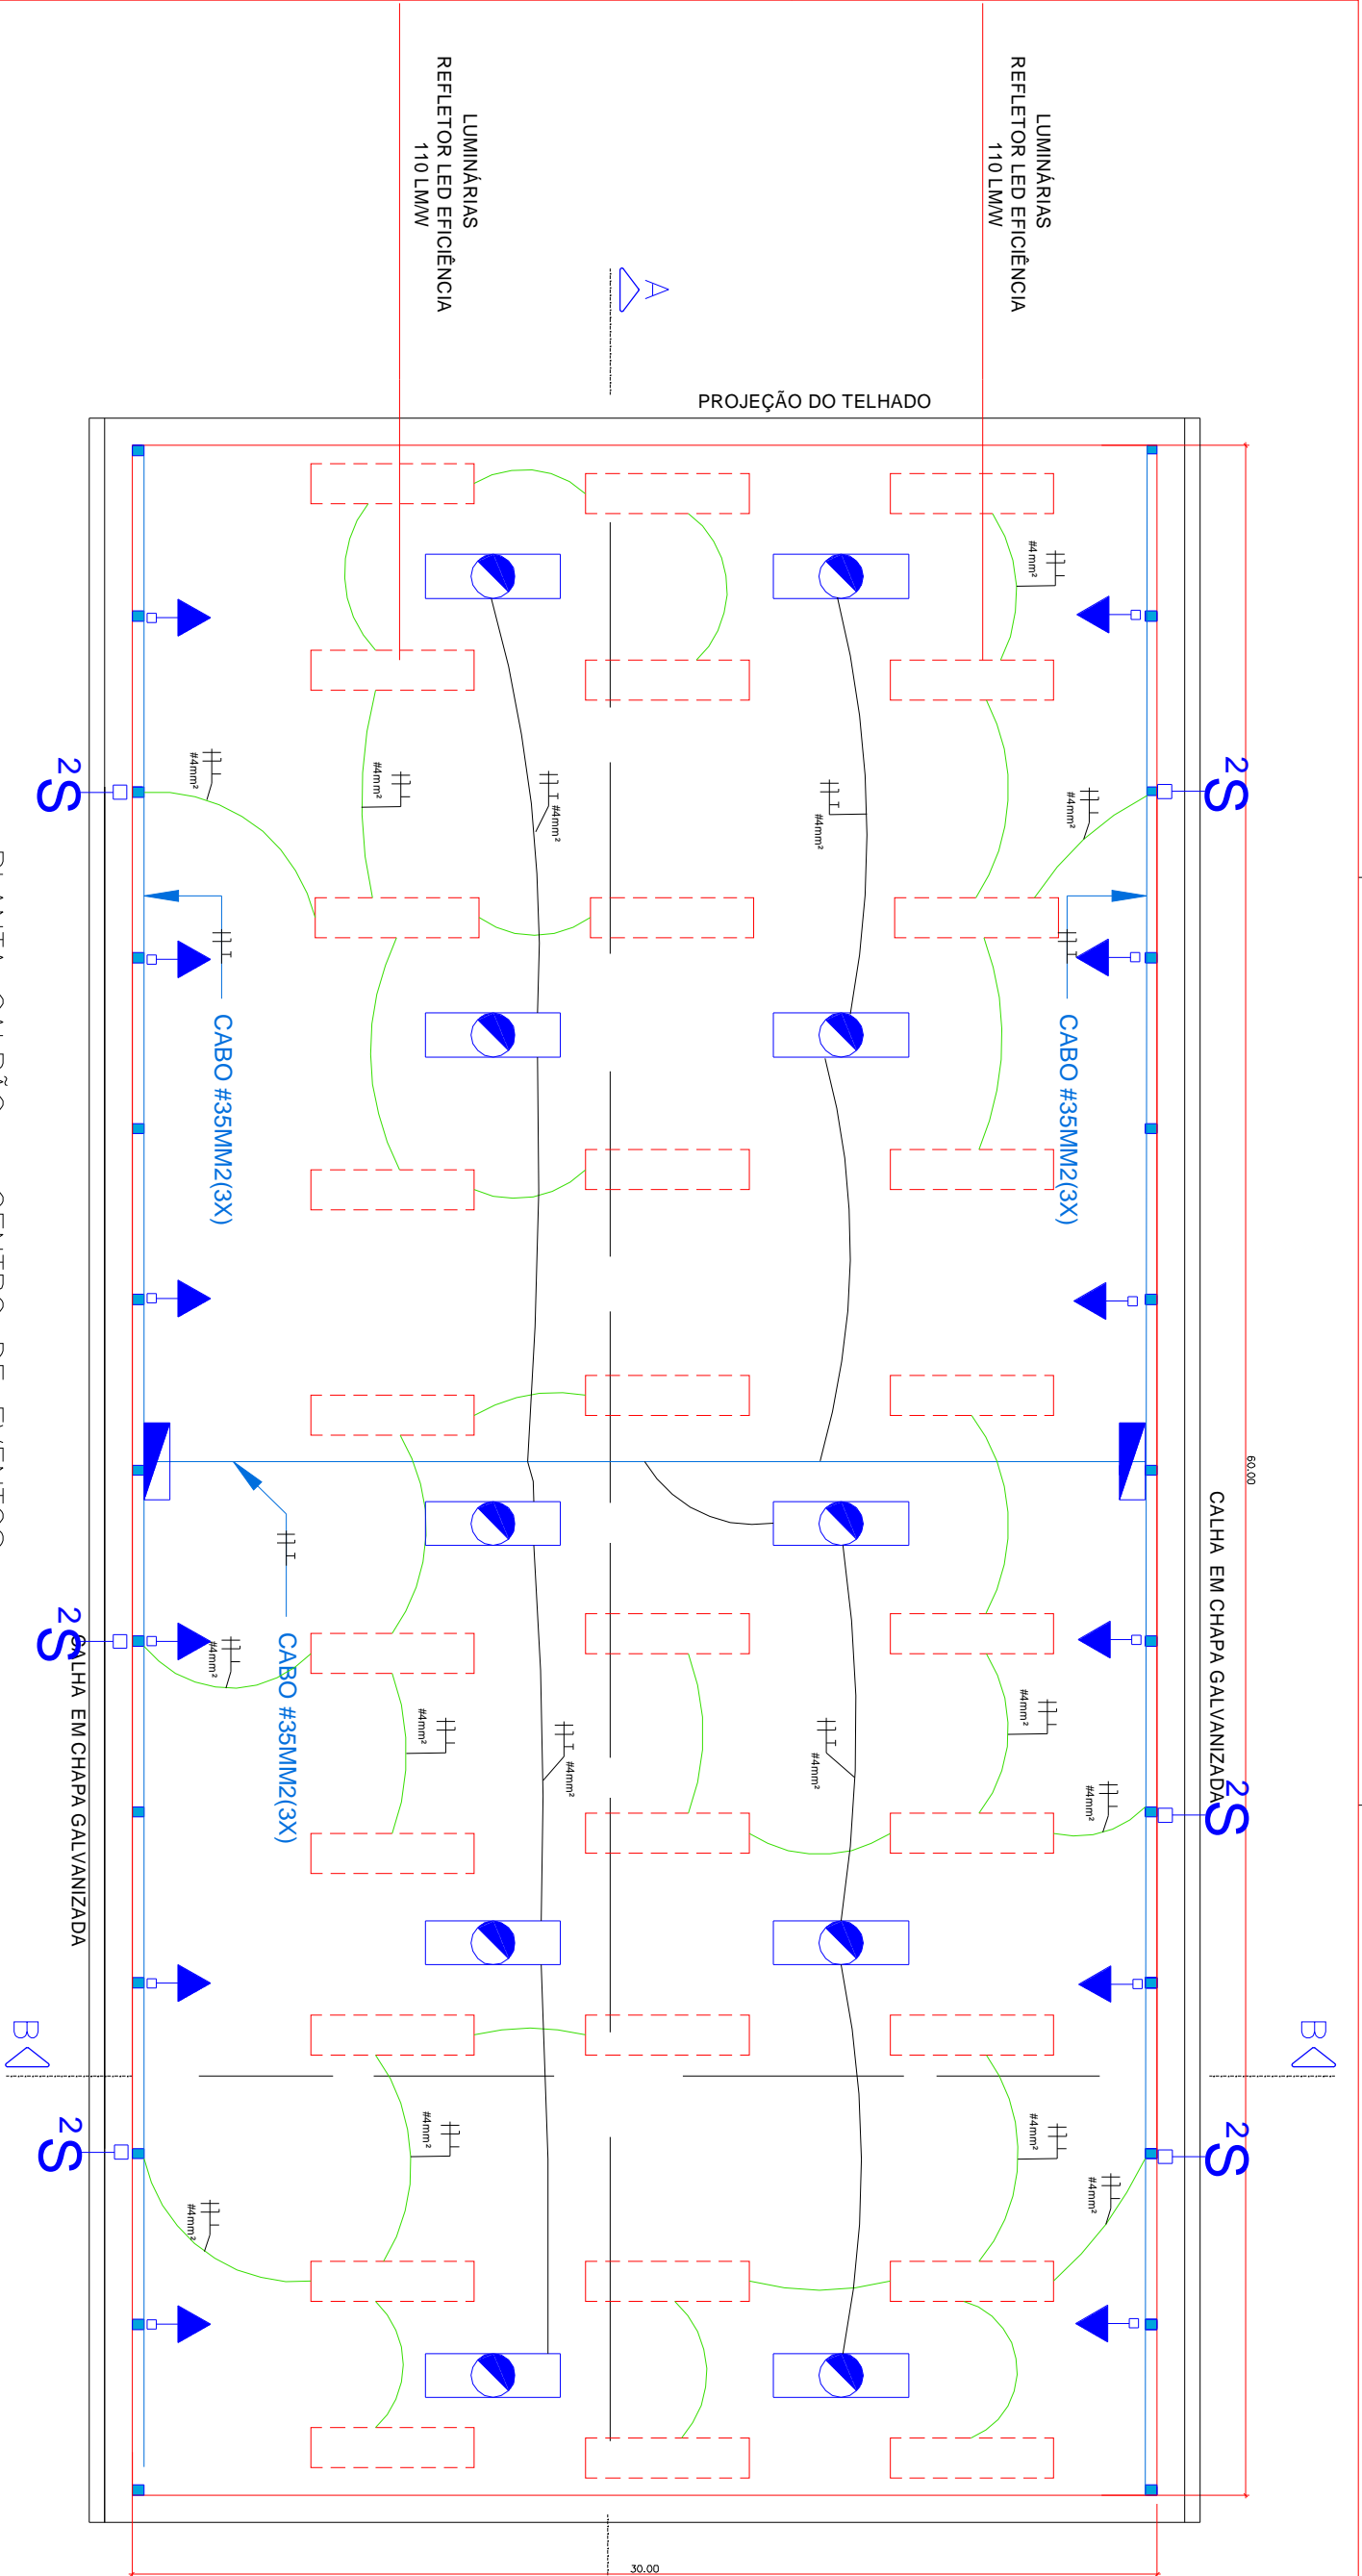 LUMINÁRIAS
REFLETOR LED EFICIÊNCIA
110 LM/W
LUMINÁRIAS
REFLETOR LED EFICIÊNCIA
110 LM/W
A
PROJEÇÃO DO TELHADO
#4mm²
2S
2S
#4mm²
#4mm²
#4mm²
#4mm²
#4mm²
CABO #35MM2(3X)
CABO #35MM2(3X)
60.00
CALHA EM CHAPA GALVANIZADA
2S
CALHA EM CHAPA GALVANIZADA
#4mm²
CABO #35MM2(3X)
#4mm²
#4mm²
#4mm²
#4mm²
#4mm²
2S
B
B
2S
2S
#4mm²
#4mm²
#4mm²
#4mm²
30.00